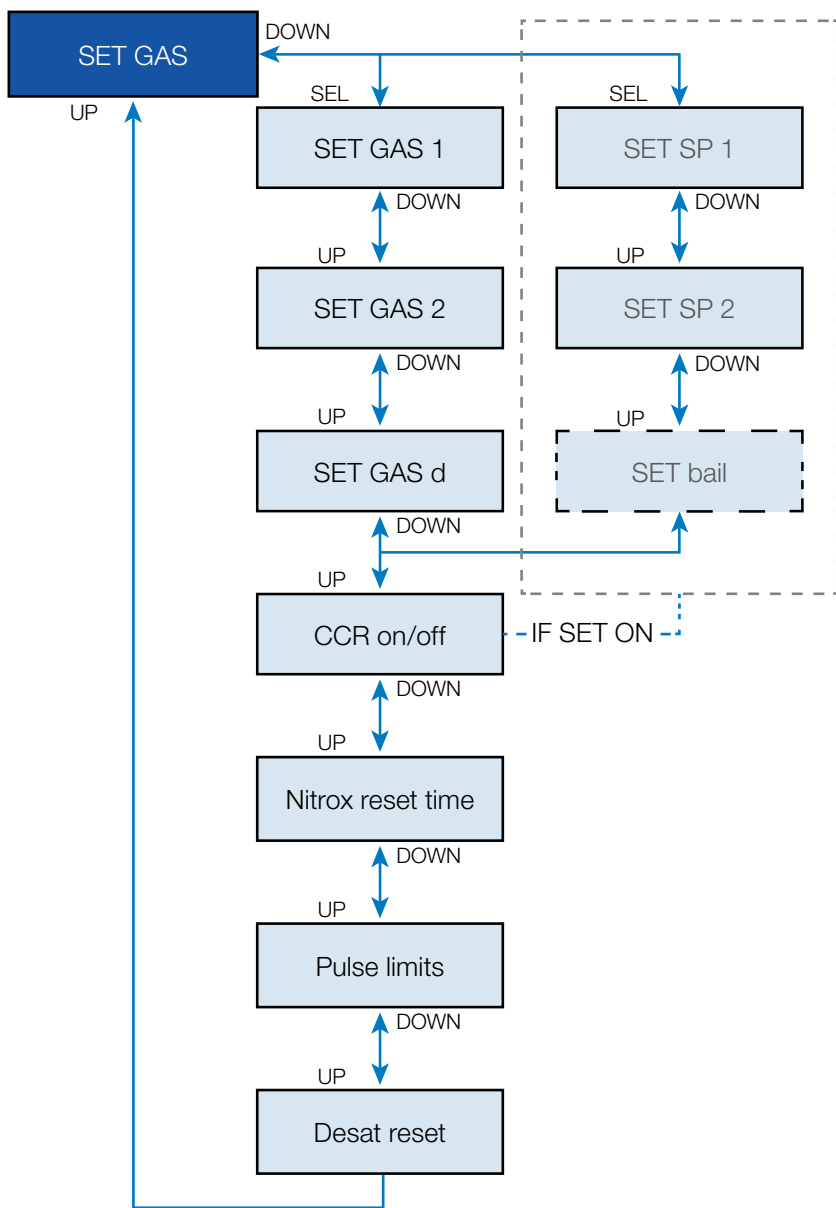 DOWN
SET GAS
UP
SEL
SEL
SET GAS 1
SET SP 1
DOWN
DOWN
UP
UP
SET GAS 2
SET SP 2
DOWN
DOWN
UP
UP
SET GAS d
SET bail
DOWN
UP
CCR on/off
IF SET ON
DOWN
UP
Nitrox reset time
DOWN
UP
Pulse limits
DOWN
UP
Desat reset